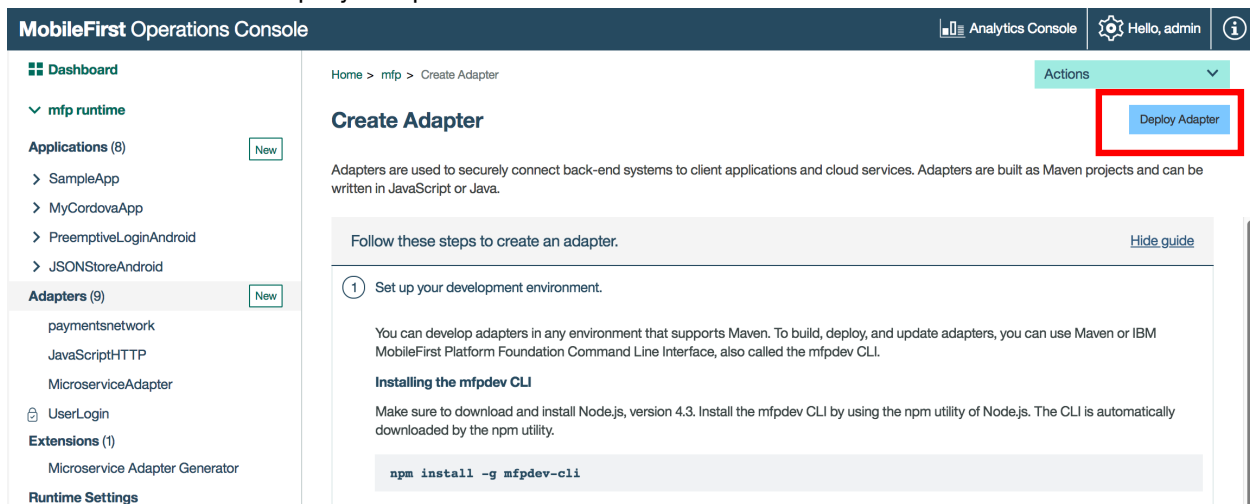 MobileFirst Operations Console
Analytics Console
Hello, admin
Dashboard
mfp runtime
Applications (8)
New
SampleApp
MyCordovaApp
PreemptiveLoginAndroid
JSONStoreAndroid
Adapters (9)
New
paymentsnetwork
JavaScriptHTTP
MicroserviceAdapter
UserLogin
Extensions (1)
Microservice Adapter Generator
Runtime Settings
Home > mfp > Create Adapter
Actions
Create Adapter
Deploy Adapter
Adapters are used to securely connect back-end systems to client applications and cloud services. Adapters are built as Maven projects and can be
written in JavaScript or Java.
Follow these steps to create an adapter.
Hide guide
1 Set up your development environment.
You can develop adapters in any environment that supports Maven. To build, deploy, and update adapters, you can use Maven or IBM
MobileFirst Platform Foundation Command Line Interface, also called the mfpdev CLI.
Installing the mfpdev CLI
Make sure to download and install Node.js, version 4.3. Install the mfpdev CLI by using the npm utility of Node.js. The CLI is automatically
downloaded by the npm utility.
npm install -g mfpdev-cli